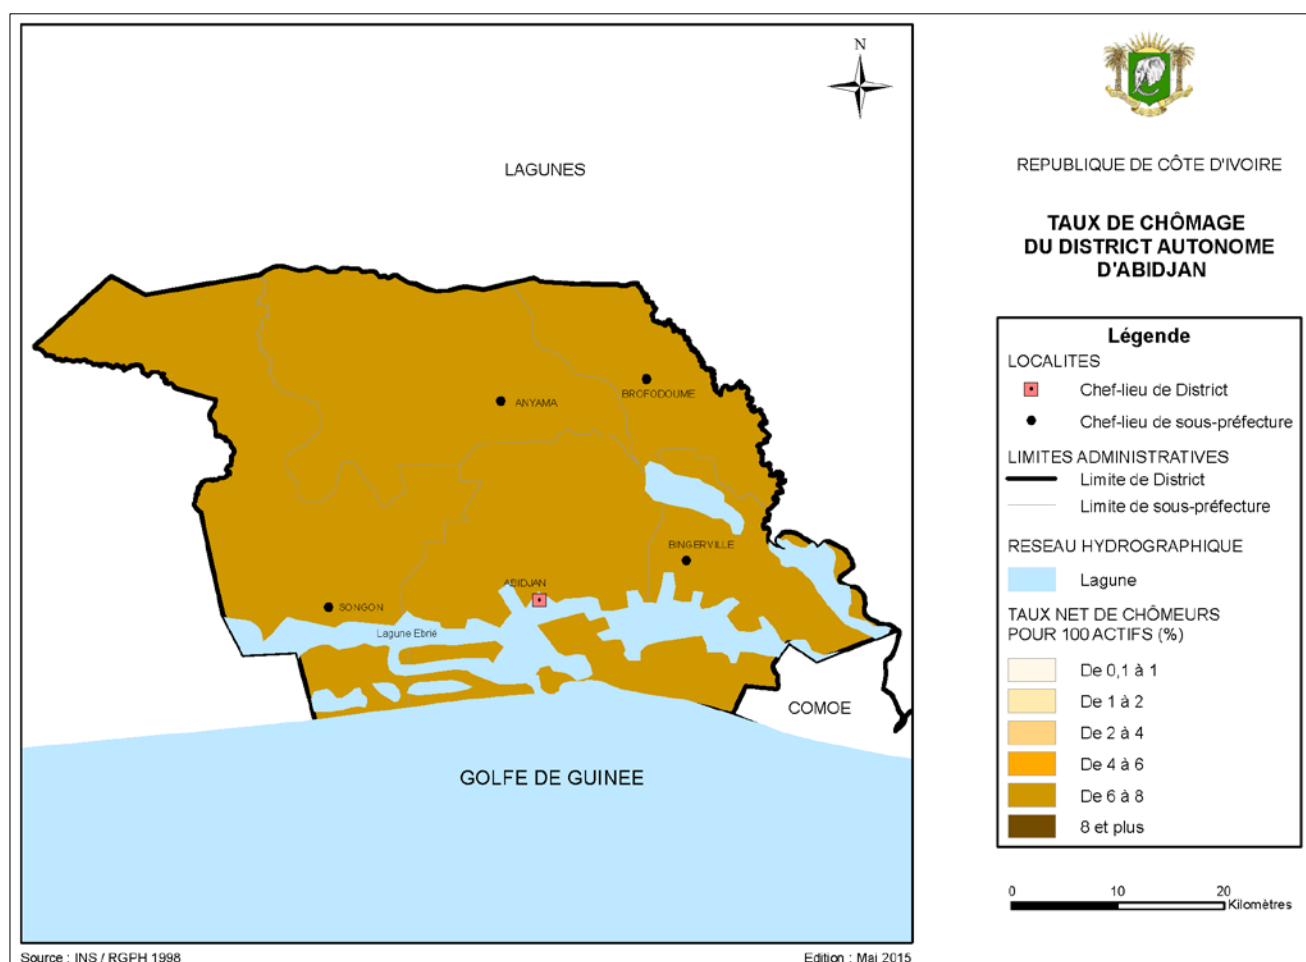 N
LAGUNES
BROFODOUME
ANYAMA
BINGERVILLE
ABIDJAN
SONGON
Lagune Ebrié
COMOE
GOLFE DE GUINEE
Source : INS / RGPH 1998
Edition : Mai 2015
REPUBLIQUE DE CÔTE D'IVOIRE
TAUX DE CHÔMAGE
DU DISTRICT AUTONOME
D'ABIDJAN
Légende
LOCALITES
Chef-lieu de District
Chef-lieu de sous-préfecture
LIMITES ADMINISTRATIVES
Limite de District
Limite de sous-préfecture
RESEAU HYDROGRAPHIQUE
Lagune
TAUX NET DE CHÔMEURS
POUR 100 ACTIFS (%)
De 0,1 à 1
De 1 à 2
De 2 à 4
De 4 à 6
De 6 à 8
8 et plus
0 10 20
Kilomètres